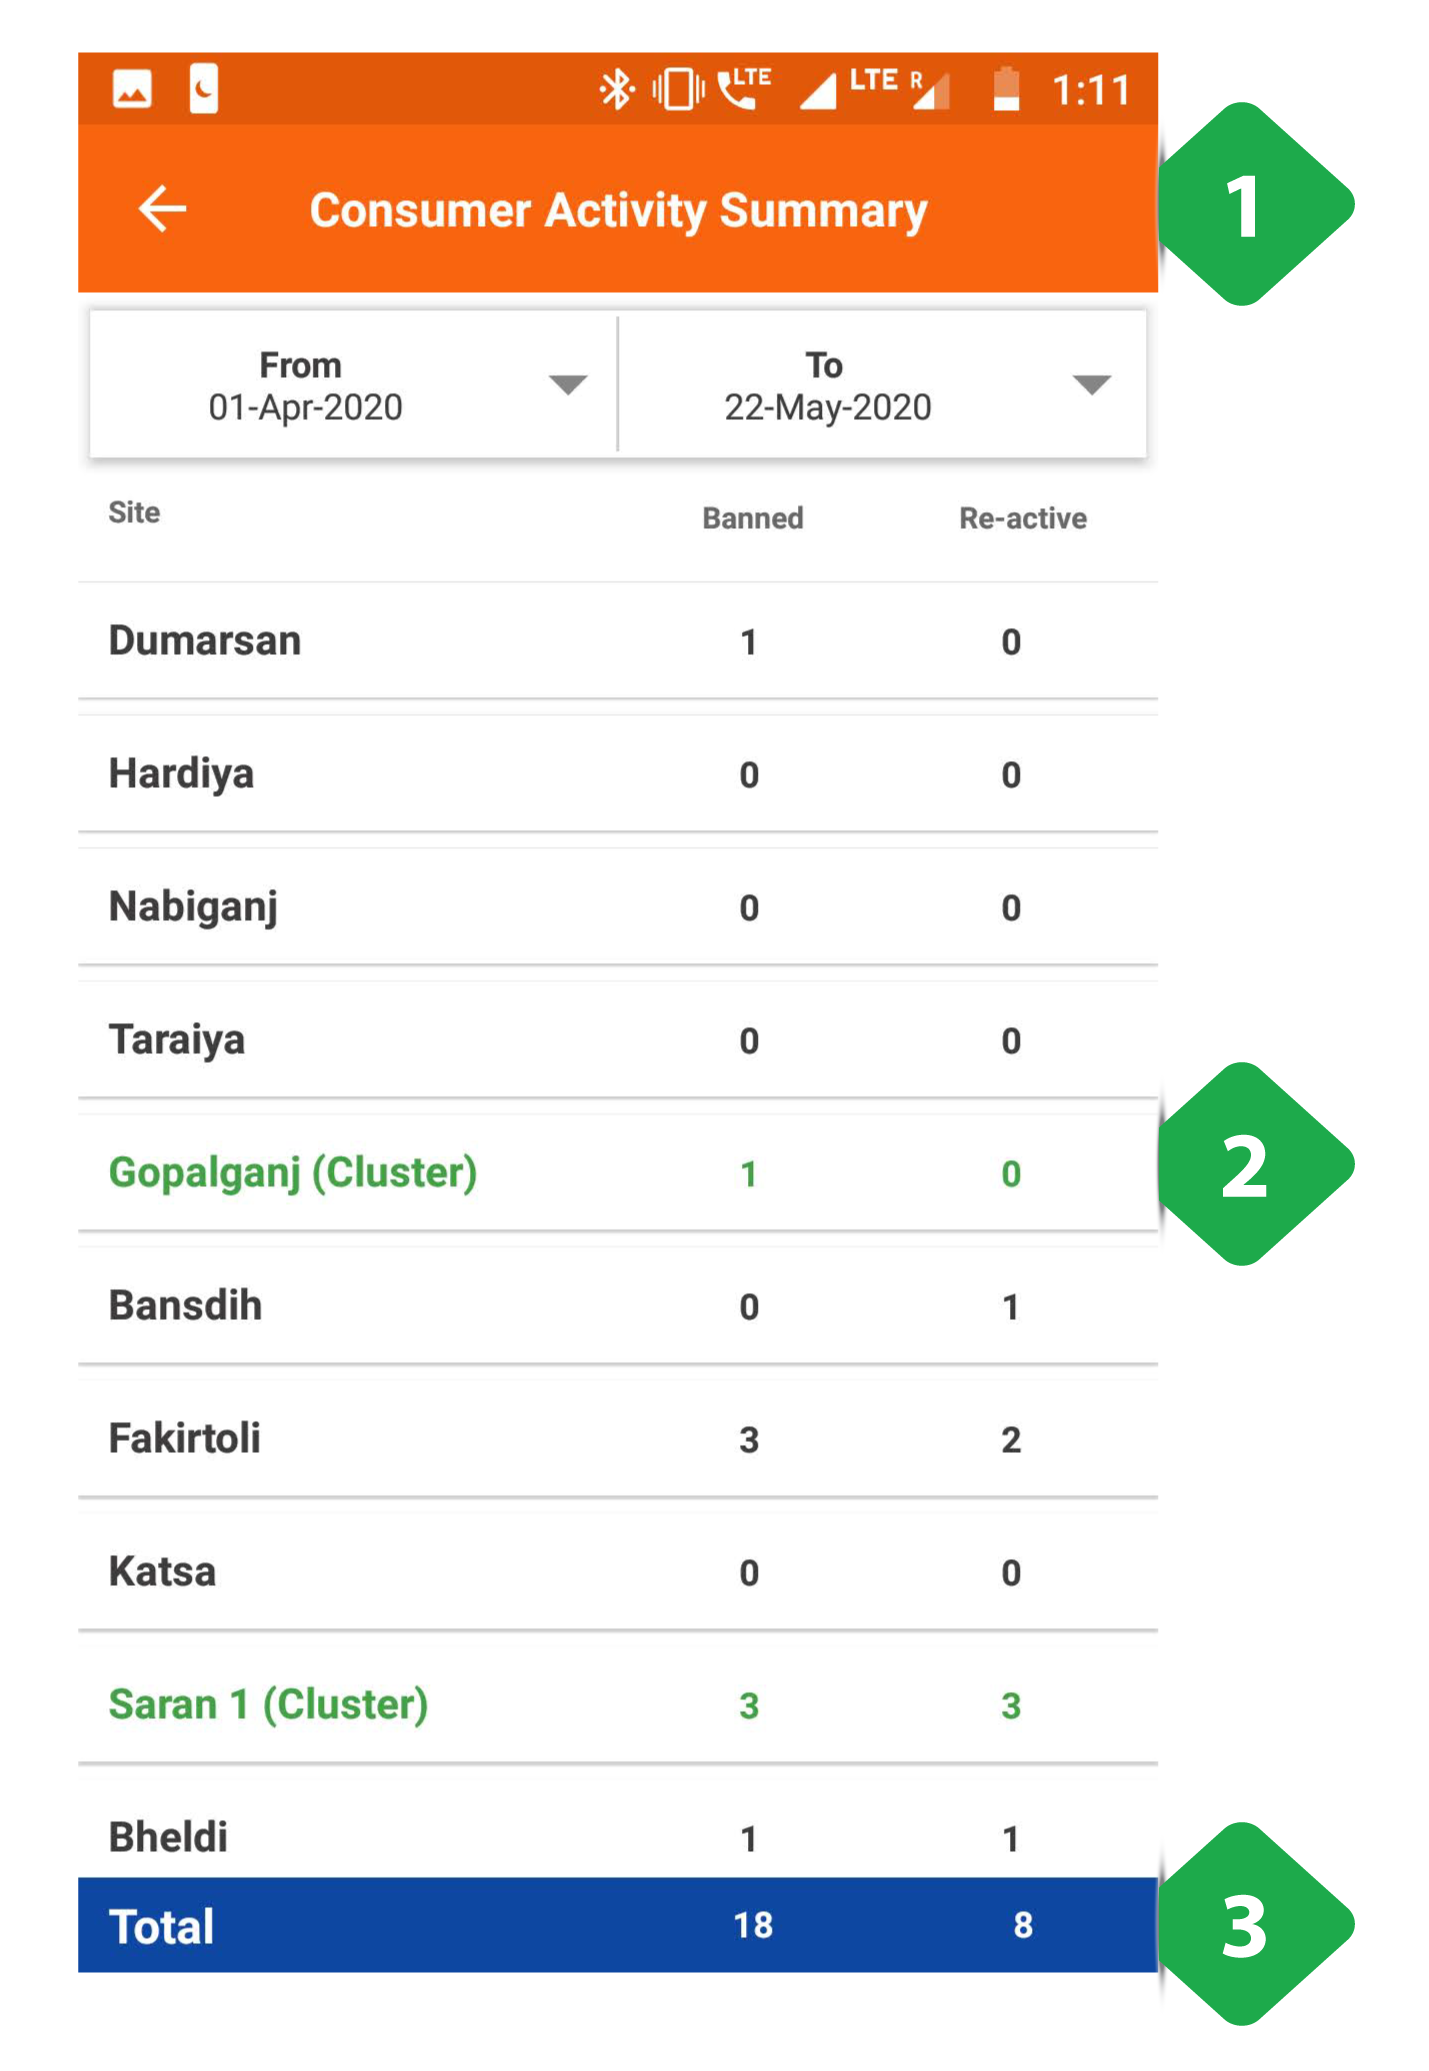 LTE LTE R 1:11
Consumer Activity Summary
1
From To
01-Apr-2020 22-May-2020
Site Banned Re-active
Dumarsan 1 0
Hardiya 0 0
Nabiganj 0 0
Taraiya 0 0
Gopalganj (Cluster) 1 0
2
Bansdih 0 1
Fakirtoli 3 2
Katsa 0 0
Saran 1 (Cluster) 3 3
Bheldi 1 1
Total 18 8
3